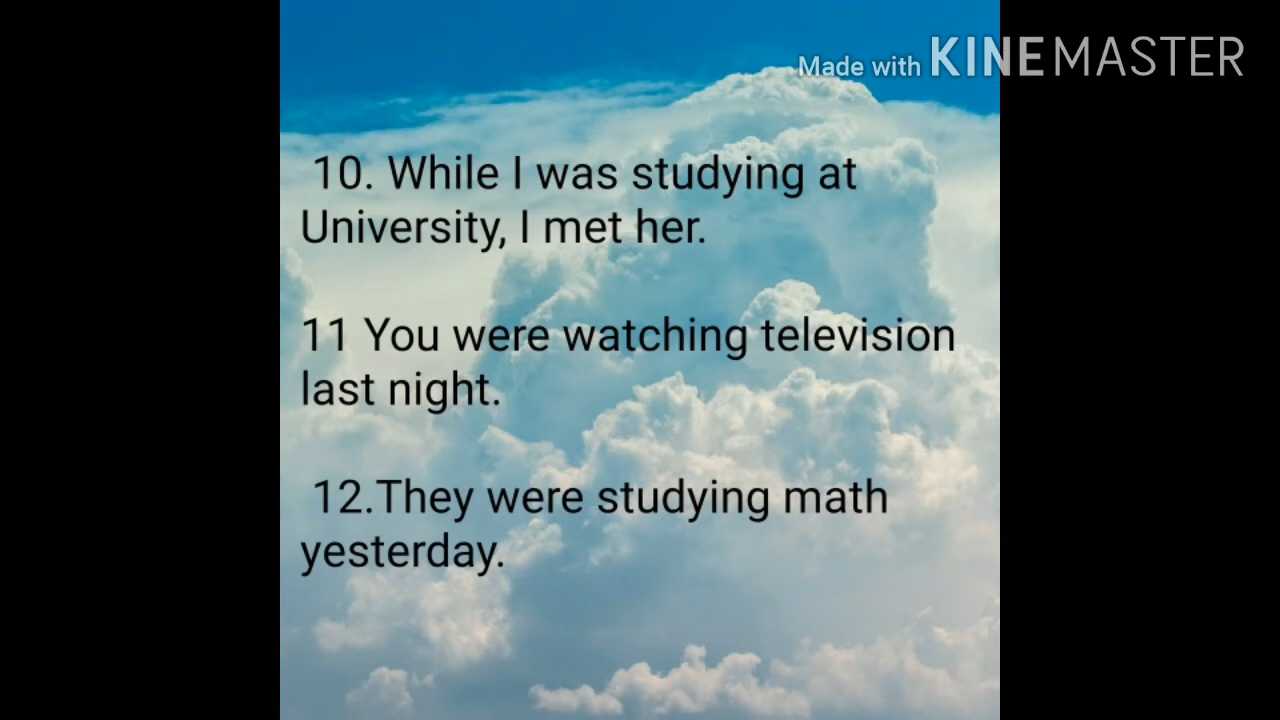 Made with KINEMASTER
10. While I was studying at
University, I met her.
11 You were watching television
last night.
12.They were studying math
yesterday.